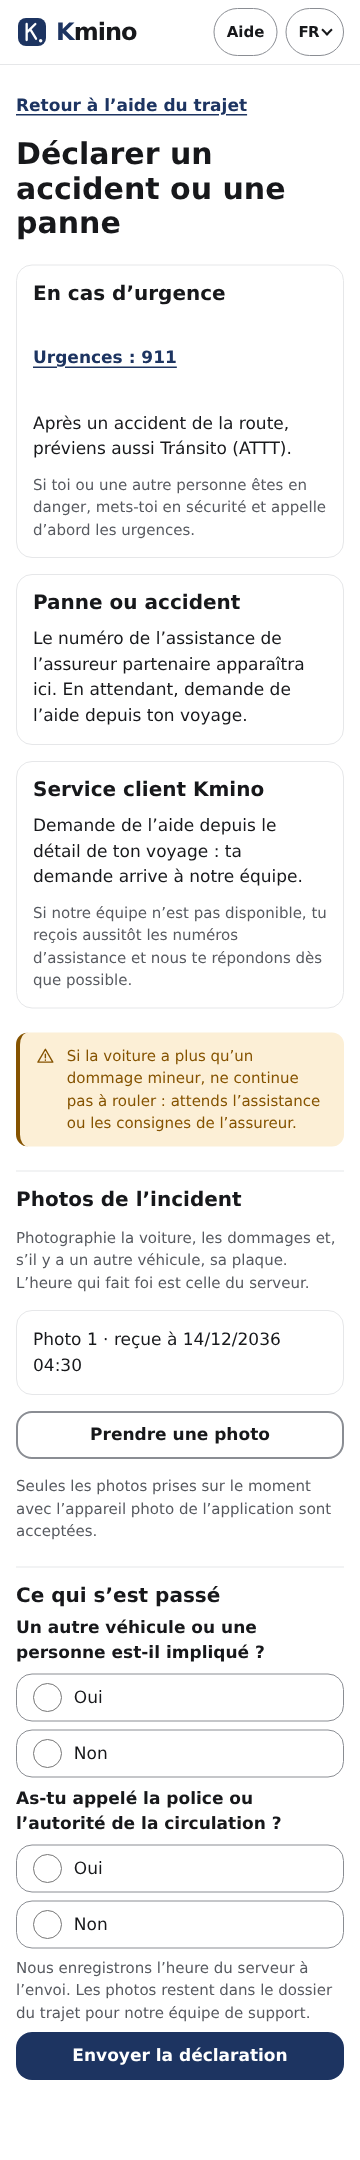 K. Kmino
Aide
FR
Retour à l’aide du trajet
Déclarer un
accident ou une
panne
En cas d’urgence
Urgences : 911
Après un accident de la route,
préviens aussi Tránsito (ATTT).
Si toi ou une autre personne êtes en
danger, mets-toi en sécurité et appelle
d’abord les urgences.
Panne ou accident
Le numéro de l’assistance de
l’assureur partenaire apparaîtra
ici. En attendant, demande de
l’aide depuis ton voyage.
Service client Kmino
Demande de l’aide depuis le
détail de ton voyage : ta
demande arrive à notre équipe.
Si notre équipe n’est pas disponible, tu
reçois aussitôt les numéros
d’assistance et nous te répondons dès
que possible.
Si la voiture a plus qu’un
dommage mineur, ne continue
pas à rouler : attends l’assistance
ou les consignes de l’assureur.
Photos de l’incident
Photographie la voiture, les dommages et,
s’il y a un autre véhicule, sa plaque.
L’heure qui fait foi est celle du serveur.
Photo 1 · reçue à 14/12/2036
04:30
Prendre une photo
Seules les photos prises sur le moment
avec l’appareil photo de l’application sont
acceptées.
Ce qui s’est passé
Un autre véhicule ou une
personne est-il impliqué ?
Oui
Non
As-tu appelé la police ou
l’autorité de la circulation ?
Oui
Non
Nous enregistrons l’heure du serveur à
l’envoi. Les photos restent dans le dossier
du trajet pour notre équipe de support.
Envoyer la déclaration